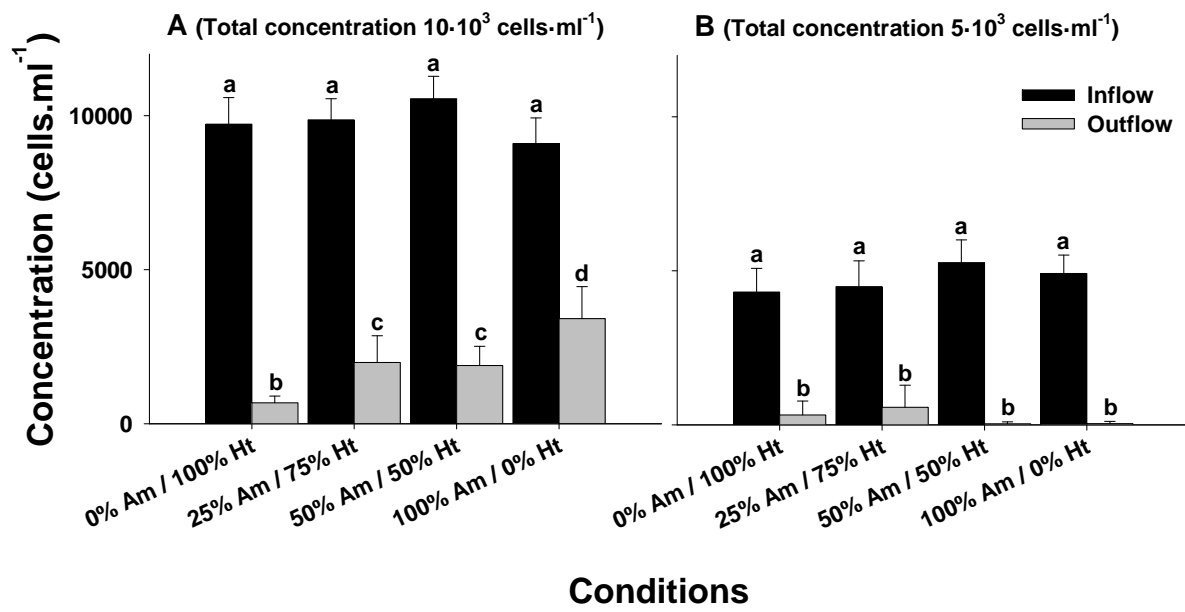 A (Total concentration 10·10³ cells·ml⁻¹)
B (Total concentration 5·10³ cells·ml⁻¹)
Concentration (cells.ml⁻¹)
10000
5000
0
a
a
a
a
b
c
c
d
0% Am / 100% Ht
25% Am / 75% Ht
50% Am / 50% Ht
100% Am / 0% Ht
Inflow
Outflow
a
a
a
a
b
b
b
b
0% Am / 100% Ht
25% Am / 75% Ht
50% Am / 50% Ht
100% Am / 0% Ht
Conditions